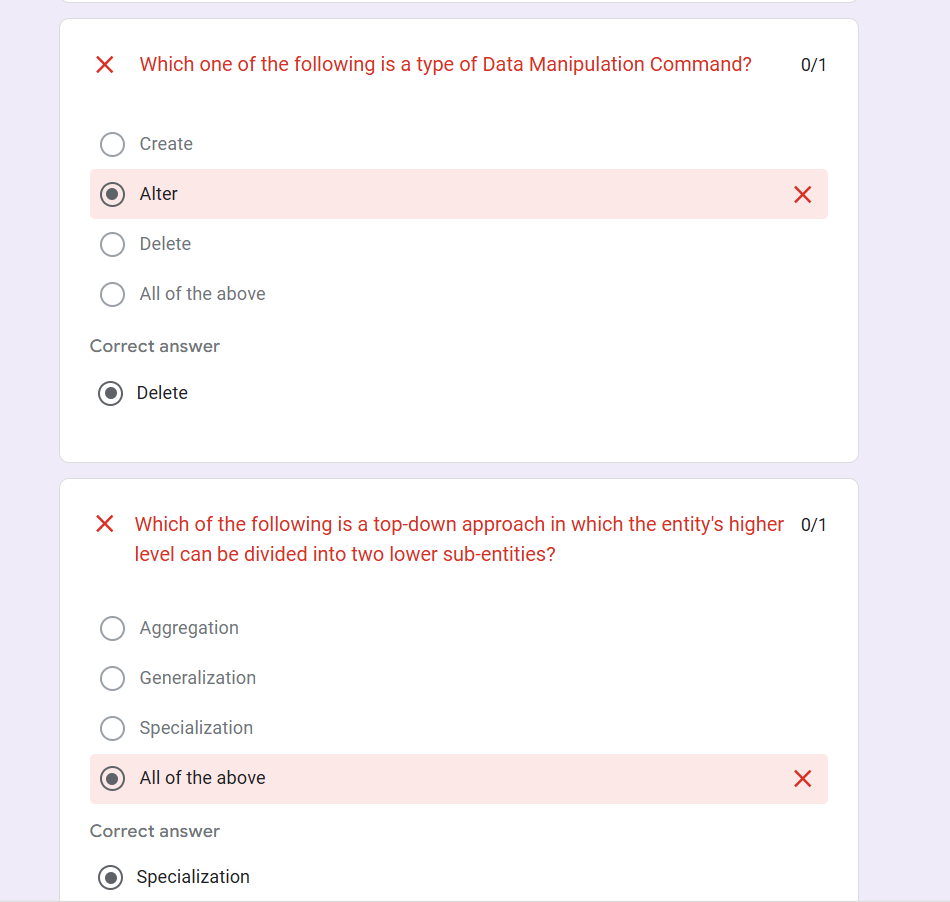 Which one of the following is a type of Data Manipulation Command? 0/1
Create
Alter
Delete
All of the above
Correct answer
Delete
Which of the following is a top-down approach in which the entity's higher 0/1
level can be divided into two lower sub-entities?
Aggregation
Generalization
Specialization
All of the above
Correct answer
Specialization